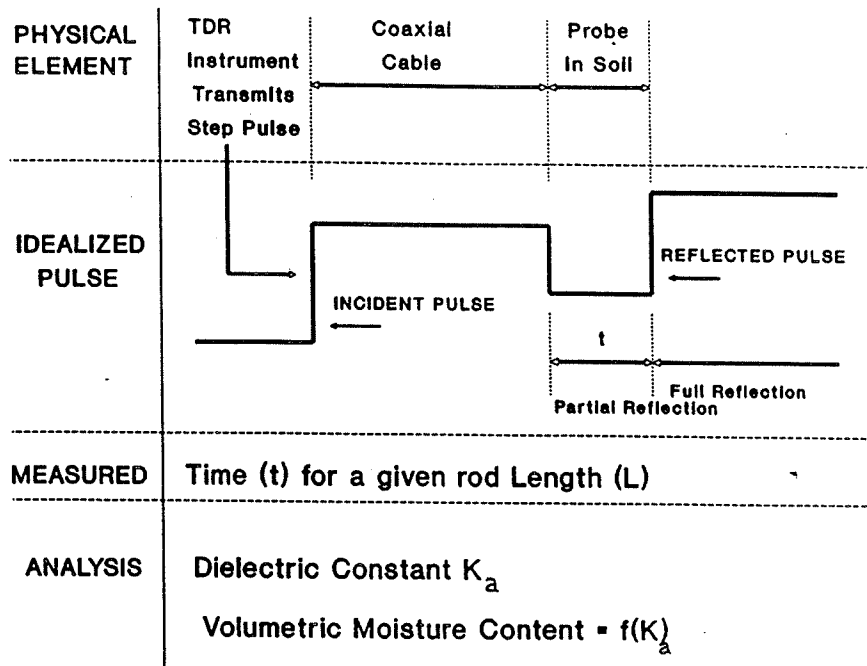 PHYSICAL
ELEMENT
TDR
Instrument
Transmits
Step Pulse
Coaxial
Cable
Probe
In Soil
IDEALIZED
PULSE
INCIDENT PULSE
REFLECTED PULSE
t
Partial Reflection
Full Reflection
MEASURED
Time (t) for a given rod Length (L)
ANALYSIS
Dielectric Constant Ka
Volumetric Moisture Content = f(K)a